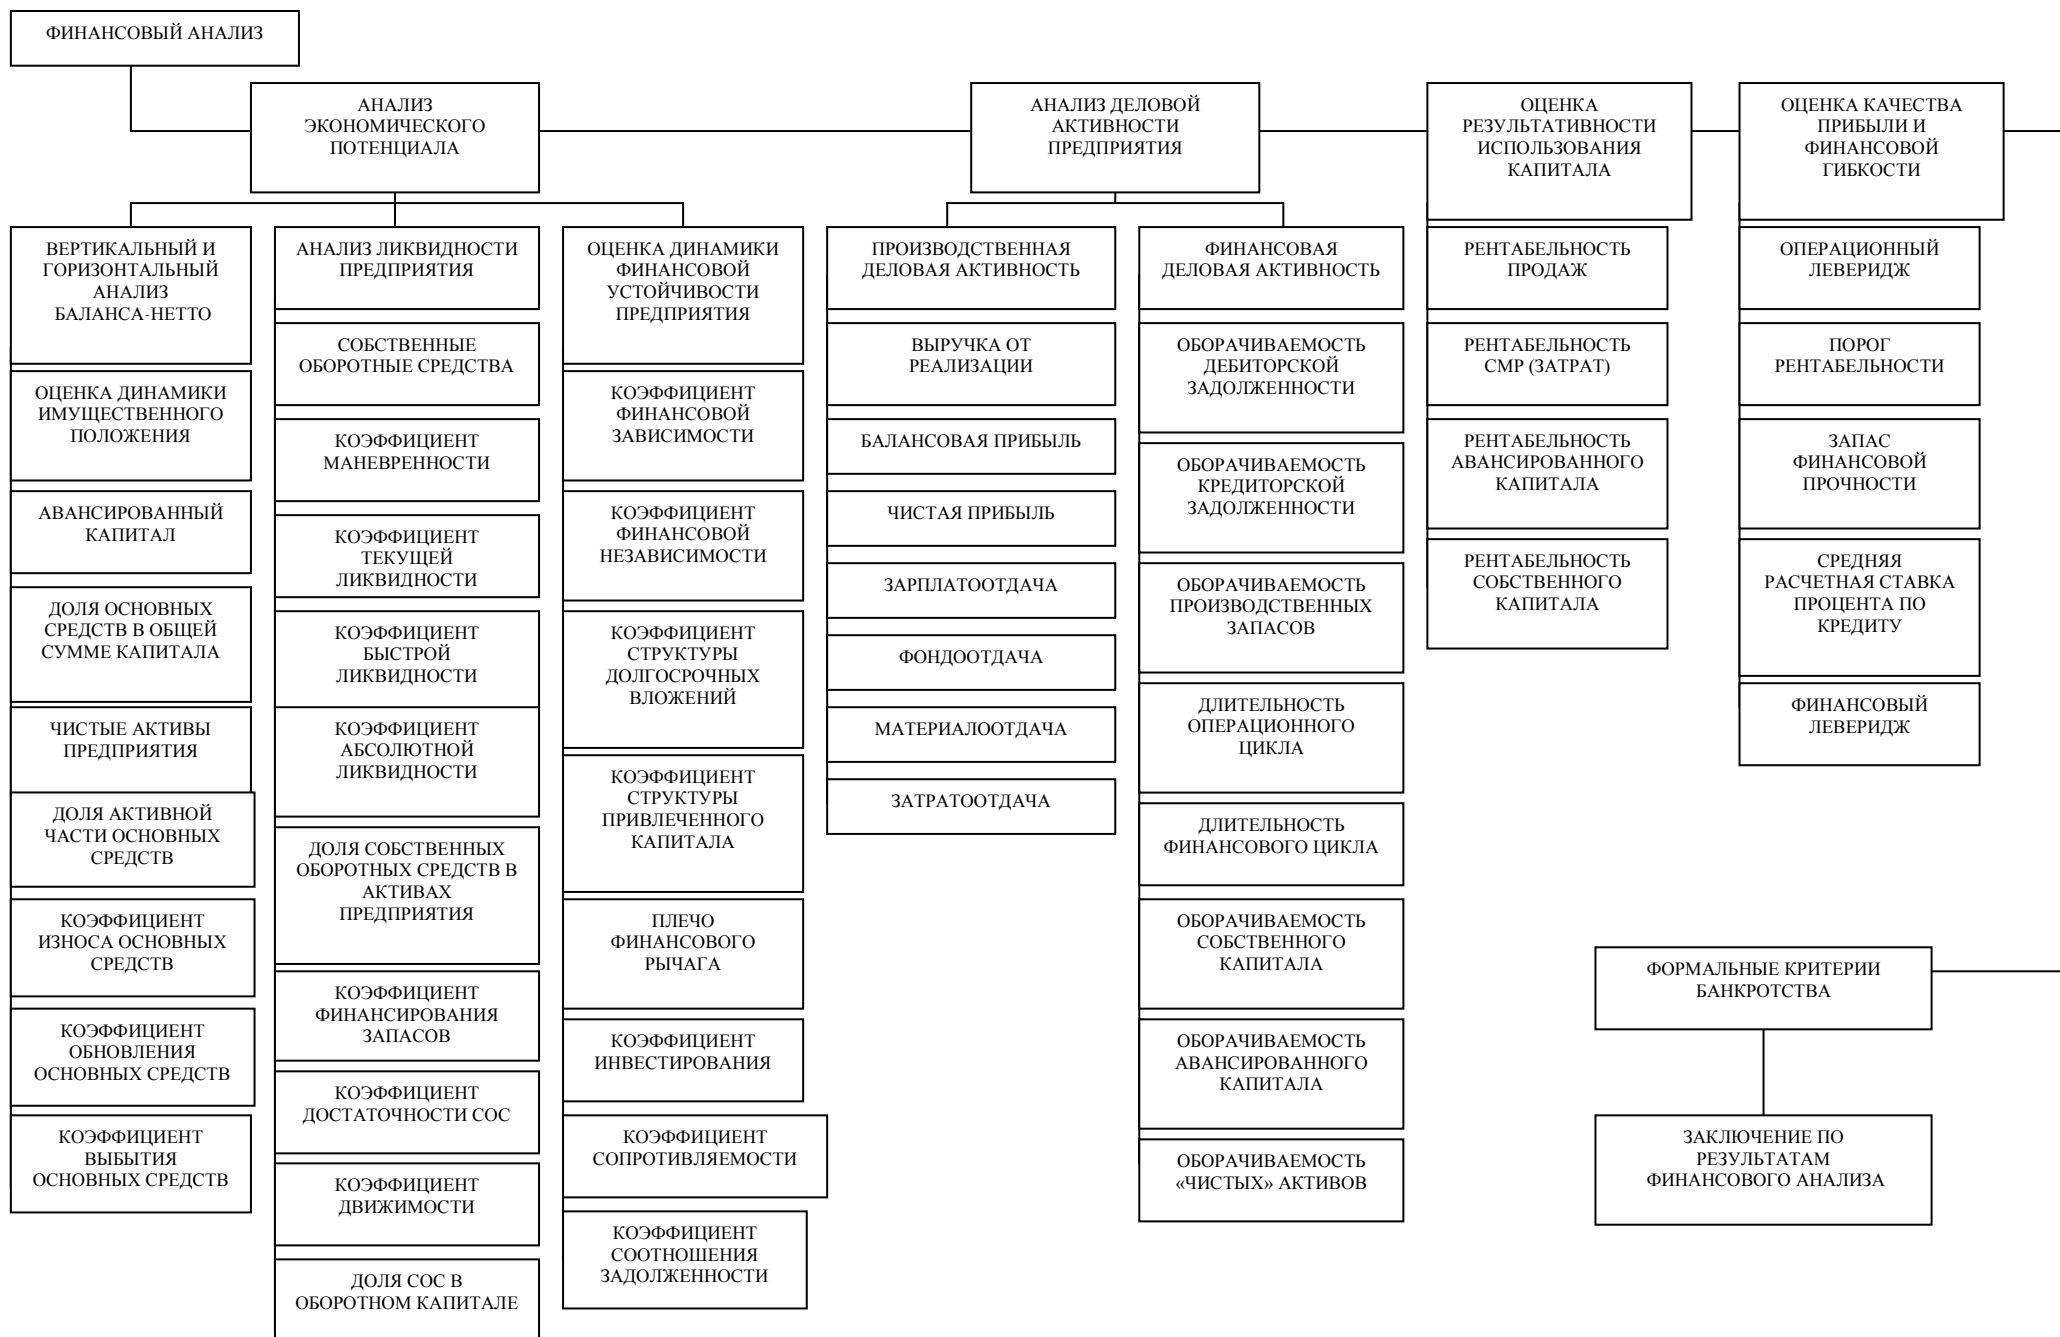 ФИНАНСОВЫЙ АНАЛИЗ
АНАЛИЗ
ЭКОНОМИЧЕСКОГО
ПОТЕНЦИАЛА
АНАЛИЗ ДЕЛОВОЙ
АКТИВНОСТИ
ПРЕДПРИЯТИЯ
ОЦЕНКА
РЕЗУЛЬТАТИВНОСТИ
ИСПОЛЬЗОВАНИЯ
КАПИТАЛА
ОЦЕНКА КАЧЕСТВА
ПРИБЫЛИ И
ФИНАНСОВОЙ
ГИБКОСТИ
ВЕРТИКАЛЬНЫЙ И
ГОРИЗОНТАЛЬНЫЙ
АНАЛИЗ
БАЛАНСА-НЕТТО
ОЦЕНКА ДИНАМИКИ
ИМУЩЕСТВЕННОГО
ПОЛОЖЕНИЯ
АВАНСИРОВАННЫЙ
КАПИТАЛ
ДОЛЯ ОСНОВНЫХ
СРЕДСТВ В ОБЩЕЙ
СУММЕ КАПИТАЛА
ЧИСТЫЕ АКТИВЫ
ПРЕДПРИЯТИЯ
ДОЛЯ АКТИВНОЙ
ЧАСТИ ОСНОВНЫХ
СРЕДСТВ
КОЭФФИЦИЕНТ
ИЗНОСА ОСНОВНЫХ
СРЕДСТВ
КОЭФФИЦИЕНТ
ОБНОВЛЕНИЯ
ОСНОВНЫХ СРЕДСТВ
КОЭФФИЦИЕНТ
ВЫБЫТИЯ
ОСНОВНЫХ СРЕДСТВ
АНАЛИЗ ЛИКВИДНОСТИ
ПРЕДПРИЯТИЯ
СОБСТВЕННЫЕ
ОБОРОТНЫЕ СРЕДСТВА
КОЭФФИЦИЕНТ
МАНЕВРЕННОСТИ
КОЭФФИЦИЕНТ
ТЕКУЩЕЙ
ЛИКВИДНОСТИ
КОЭФФИЦИЕНТ
БЫСТРОЙ
ЛИКВИДНОСТИ
КОЭФФИЦИЕНТ
АБСОЛЮТНОЙ
ЛИКВИДНОСТИ
ДОЛЯ СОБСТВЕННЫХ
ОБОРОТНЫХ СРЕДСТВ В
АКТИВАХ
ПРЕДПРИЯТИЯ
КОЭФФИЦИЕНТ
ФИНАНСИРОВАНИЯ
ЗАПАСОВ
КОЭФФИЦИЕНТ
ДОСТАТОЧНОСТИ СОС
КОЭФФИЦИЕНТ
ДВИЖИМОСТИ
ДОЛЯ СОС В
ОБОРОТНОМ КАПИТАЛЕ
ОЦЕНКА ДИНАМИКИ
ФИНАНСОВОЙ
УСТОЙЧИВОСТИ
ПРЕДПРИЯТИЯ
КОЭФФИЦИЕНТ
ФИНАНСОВОЙ
ЗАВИСИМОСТИ
КОЭФФИЦИЕНТ
ФИНАНСОВОЙ
НЕЗАВИСИМОСТИ
КОЭФФИЦИЕНТ
СТРУКТУРЫ
ДОЛГОСРОЧНЫХ
ВЛОЖЕНИЙ
КОЭФФИЦИЕНТ
СТРУКТУРЫ
ПРИВЛЕЧЕННОГО
КАПИТАЛА
ПЛЕЧО
ФИНАНСОВОГО
РЫЧАГА
КОЭФФИЦИЕНТ
ИНВЕСТИРОВАНИЯ
КОЭФФИЦИЕНТ
СОПРОТИВЛЯЕМОСТИ
КОЭФФИЦИЕНТ
СООТНОШЕНИЯ
ЗАДОЛЖЕННОСТИ
ПРОИЗВОДСТВЕННАЯ
ДЕЛОВАЯ АКТИВНОСТЬ
ВЫРУЧКА ОТ
РЕАЛИЗАЦИИ
БАЛАНСОВАЯ ПРИБЫЛЬ
ЧИСТАЯ ПРИБЫЛЬ
ЗАРПЛАТООТДАЧА
ФОНДООТДАЧА
МАТЕРИАЛООТДАЧА
ЗАТРАТООТДАЧА
ФИНАНСОВАЯ
ДЕЛОВАЯ АКТИВНОСТЬ
ОБОРАЧИВАЕМОСТЬ
ДЕБИТОРСКОЙ
ЗАДОЛЖЕННОСТИ
ОБОРАЧИВАЕМОСТЬ
КРЕДИТОРСКОЙ
ЗАДОЛЖЕННОСТИ
ОБОРАЧИВАЕМОСТЬ
ПРОИЗВОДСТВЕННЫХ
ЗАПАСОВ
ДЛИТЕЛЬНОСТЬ
ОПЕРАЦИОННОГО
ЦИКЛА
ДЛИТЕЛЬНОСТЬ
ФИНАНСОВОГО ЦИКЛА
ОБОРАЧИВАЕМОСТЬ
СОБСТВЕННОГО
КАПИТАЛА
ОБОРАЧИВАЕМОСТЬ
АВАНСИРОВАННОГО
КАПИТАЛА
ОБОРАЧИВАЕМОСТЬ
«ЧИСТЫХ» АКТИВОВ
РЕНТАБЕЛЬНОСТЬ
ПРОДАЖ
РЕНТАБЕЛЬНОСТЬ
СМР (ЗАТРАТ)
РЕНТАБЕЛЬНОСТЬ
АВАНСИРОВАННОГО
КАПИТАЛА
РЕНТАБЕЛЬНОСТЬ
СОБСТВЕННОГО
КАПИТАЛА
ОПЕРАЦИОННЫЙ
ЛЕВЕРИДЖ
ПОРОГ
РЕНТАБЕЛЬНОСТИ
ЗАПАС
ФИНАНСОВОЙ
ПРОЧНОСТИ
СРЕДНЯЯ
РАСЧЕТНАЯ СТАВКА
ПРОЦЕНТА ПО
КРЕДИТУ
ФИНАНСОВЫЙ
ЛЕВЕРИДЖ
ФОРМАЛЬНЫЕ КРИТЕРИИ
БАНКРОТСТВА
ЗАКЛЮЧЕНИЕ ПО
РЕЗУЛЬТАТАМ
ФИНАНСОВОГО АНАЛИЗА